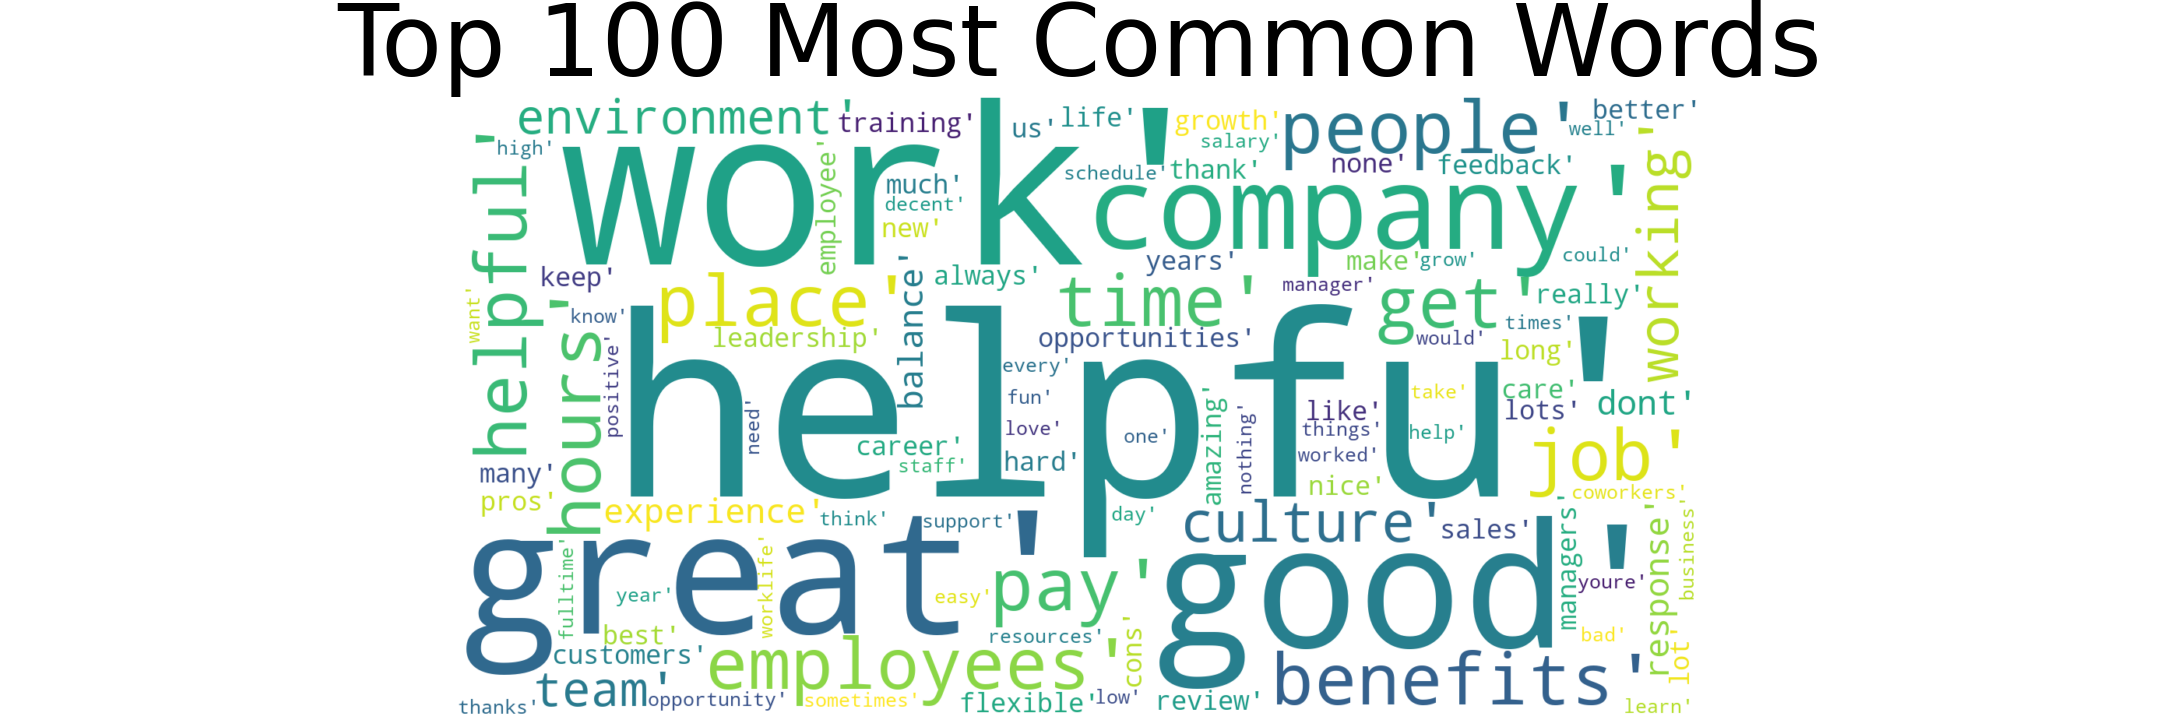 Top 100 Most Common Words
environment'
training'
us'
life'
growth'
salary'
people'
better'
well'
high'
work'
helpful'
employee'
much'
decent'
new'
schedule'
thank'
none'
feedback'
company'
working'
could'
keep'
always'
years'
make'
grow'
want'
know'
place'
balance'
time'
manager'
get'
really'
hours'
leadership'
opportunities'
would'
times'
long'
positive'
helpfu'
every'
fun'
love'
need'
career'
staff'
hard'
one'
amazing'
nothing'
like'
things'
worked'
take'
help'
care'
lots'
dont'
job'
many'
pros'
nice'
coworkers'
experience'
think'
support'
day'
culture'
sales'
managers'
response'
business'
great'
good'
youre'
fulltime'
year'
worklife'
easy'
pay'
best'
resources'
cons'
bad'
lot'
customers'
employees'
benefits'
team'
opportunity'
sometimes'
flexible'
low'
review'
thanks'
learn'